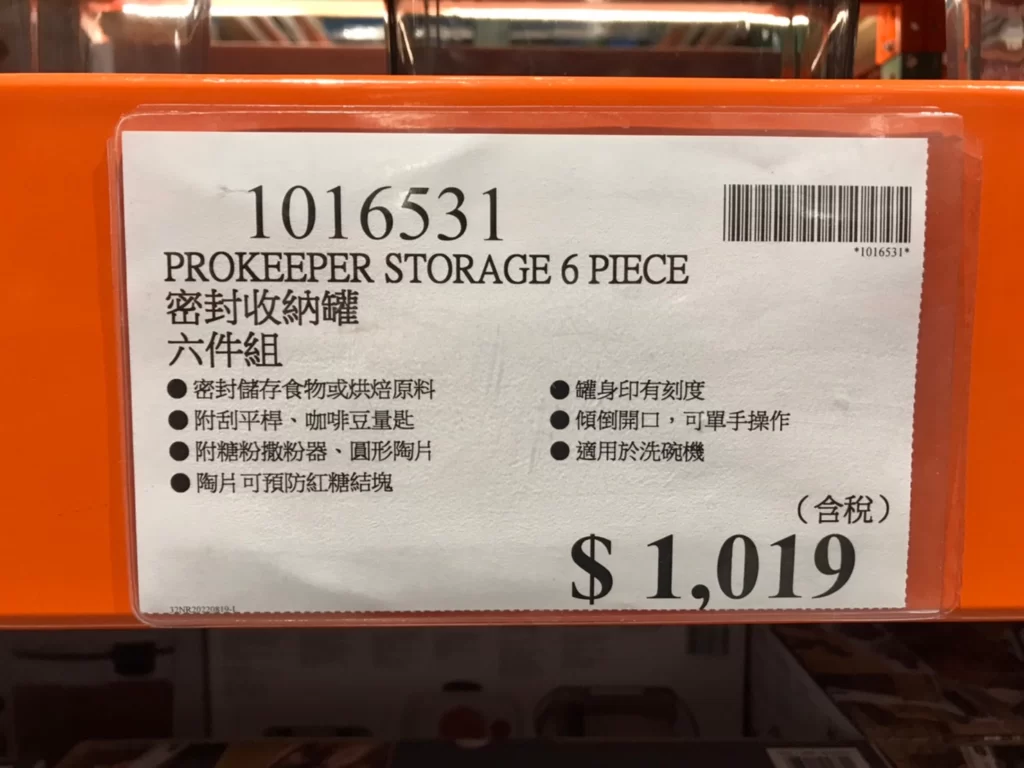 1016531
*1016531*
PROKEEPER STORAGE 6 PIECE
密封收納罐
六件組
●密封儲存食物或烘焙原料
●附刮平桿、咖啡豆量匙
●附糖粉撒粉器、圓形陶片
●陶片可預防紅糖結塊
●罐身印有刻度
●傾倒開口，可單手操作
●適用於洗碗機
（含稅）
$ 1,019
32NR20220819-L